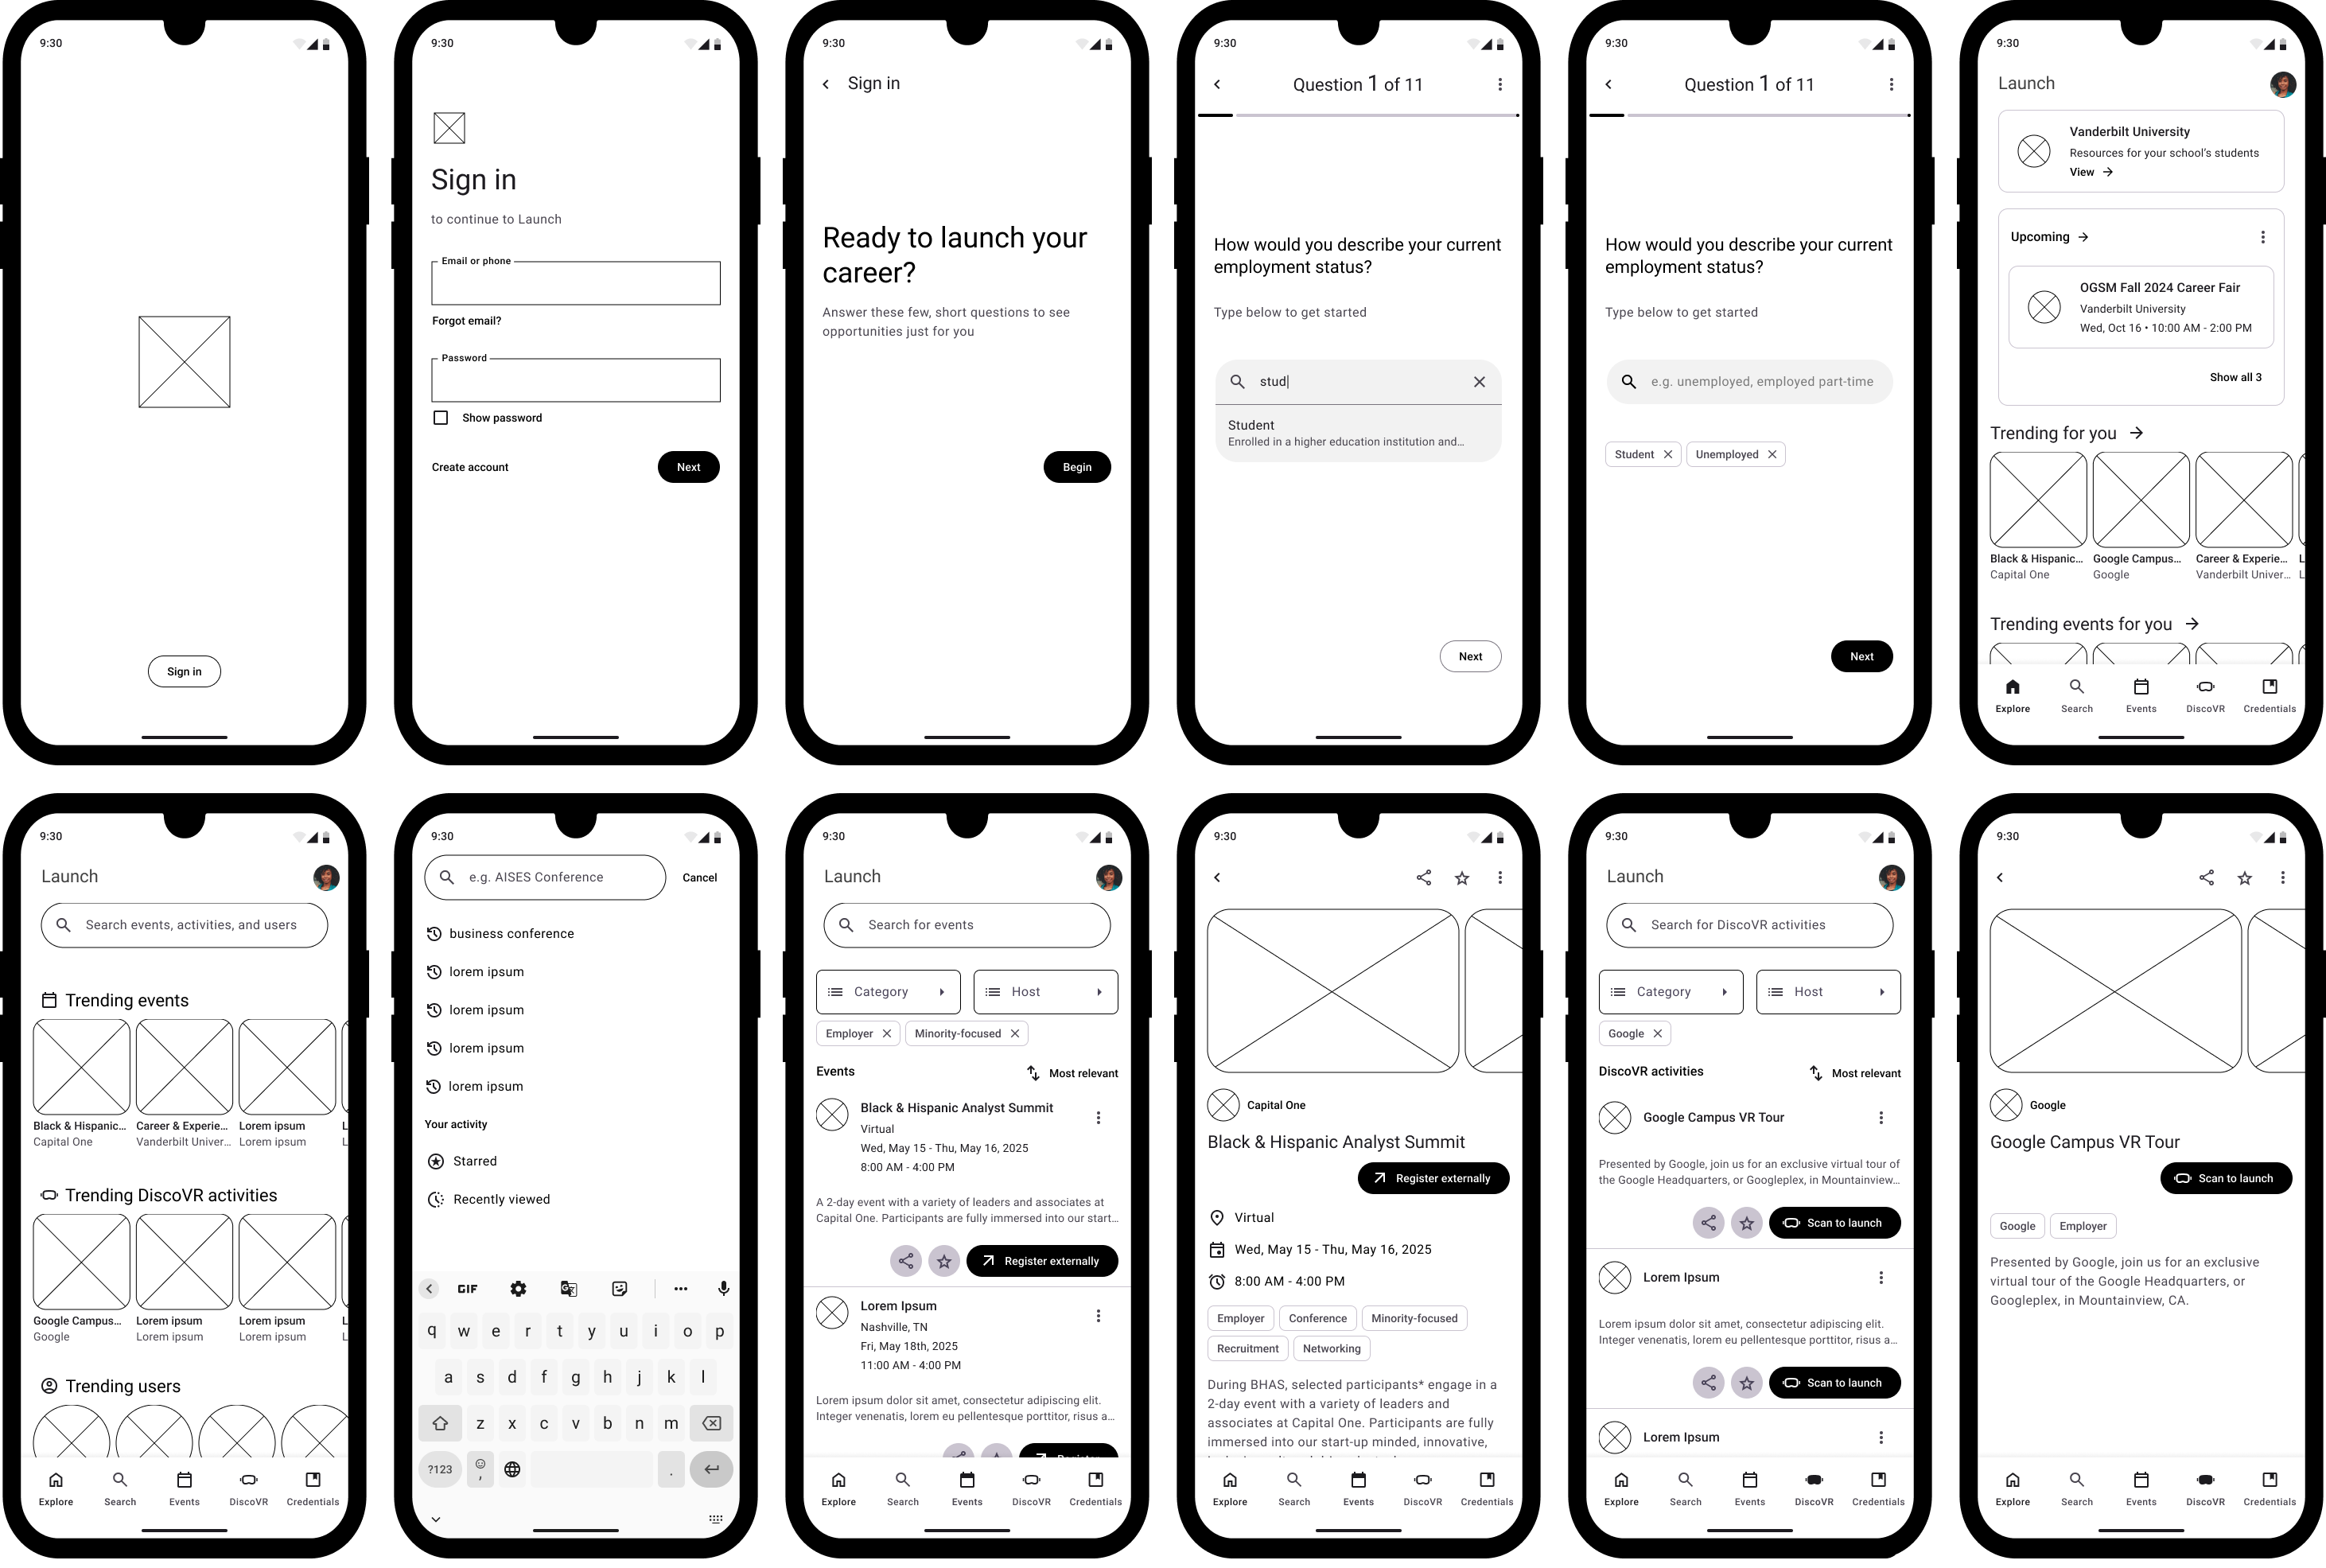 9:30
Sign in
9:30
Sign in
to continue to Launch
Email or phone
Forgot email?
Password
Show password
Create account
Next
9:30
Sign in
Ready to launch your
career?
Answer these few, short questions to see
opportunities just for you
Begin
9:30
Question 1 of 11
How would you describe your current
employment status?
Type below to get started
stud
Student
Enrolled in a higher education institution and...
Next
9:30
Question 1 of 11
How would you describe your current
employment status?
Type below to get started
e.g. unemployed, employed part-time
Student
Unemployed
Next
9:30
Launch
Vanderbilt University
Resources for your school's students
View
Upcoming
OGSM Fall 2024 Career Fair
Vanderbilt University
Wed, Oct 16 • 10:00 AM - 2:00 PM
Show all 3
Trending for you
Black & Hispanic... Google Campus... Career & Experie... L
Capital One Google Vanderbilt Univer... L
Trending events for you
Explore Search Events DiscoVR Credentials
9:30
Launch
Search events, activities, and users
Trending events
Black & Hispanic... Career & Experie... Lorem ipsum L
Capital One Vanderbilt Univer... Lorem ipsum L
Trending DiscoVR activities
Google Campus... Lorem ipsum Lorem ipsum L
Google Lorem ipsum Lorem ipsum L
Trending users
Explore Search Events DiscoVR Credentials
9:30
e.g. AISES Conference
Cancel
business conference
lorem ipsum
lorem ipsum
lorem ipsum
lorem ipsum
Your activity
Starred
Recently viewed
GIF
q w e r t y u i o p
a s d f g h j k l
z x c v b n m
?123 , .
9:30
Launch
Search for events
Category Host
Employer Minority-focused
Events Most relevant
Black & Hispanic Analyst Summit
Virtual
Wed, May 15 - Thu, May 16, 2025
8:00 AM - 4:00 PM
A 2-day event with a variety of leaders and associates at
Capital One. Participants are fully immersed into our start...
Register externally
Lorem Ipsum
Nashville, TN
Fri, May 18th, 2025
11:00 AM - 4:00 PM
Lorem ipsum dolor sit amet, consectetur adipiscing elit.
Integer venenatis, lorem eu pellentesque porttitor, risus a...
Register
Explore Search Events DiscoVR Credentials
9:30
Capital One
Black & Hispanic Analyst Summit
Register externally
Virtual
Wed, May 15 - Thu, May 16, 2025
8:00 AM - 4:00 PM
Employer Conference Minority-focused
Recruitment Networking
During BHAS, selected participants* engage in a
2-day event with a variety of leaders and
associates at Capital One. Participants are fully
immersed into our start-up minded, innovative,
Explore Search Events DiscoVR Credentials
9:30
Launch
Search for DiscoVR activities
Category Host
Google
DiscoVR activities Most relevant
Google Campus VR Tour
Presented by Google, join us for an exclusive virtual tour of
the Google Headquarters, or Googleplex, in Mountainview...
Scan to launch
Lorem Ipsum
Lorem ipsum dolor sit amet, consectetur adipiscing elit.
Integer venenatis, lorem eu pellentesque porttitor, risus a...
Scan to launch
Lorem Ipsum
Explore Search Events DiscoVR Credentials
9:30
Google
Google Campus VR Tour
Scan to launch
Google Employer
Presented by Google, join us for an exclusive
virtual tour of the Google Headquarters, or
Googleplex, in Mountainview, CA.
Explore Search Events DiscoVR Credentials